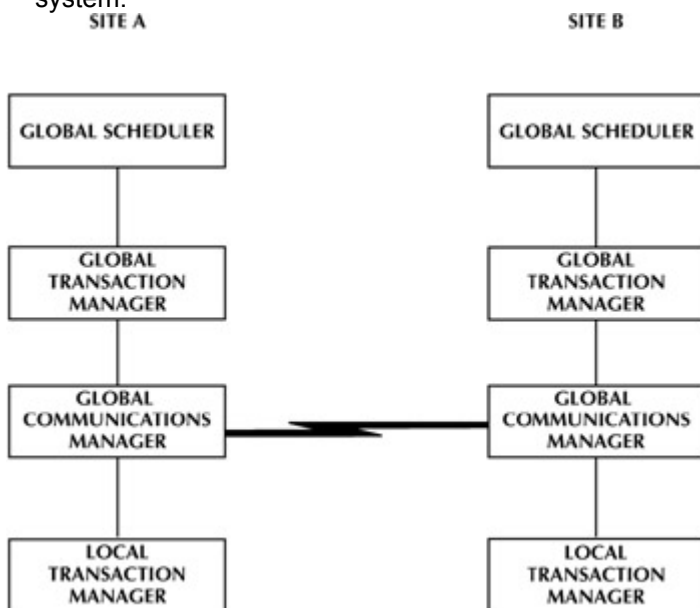 system.
SITE A
SITE B
GLOBAL SCHEDULER
GLOBAL SCHEDULER
GLOBAL
TRANSACTION
MANAGER
GLOBAL
TRANSACTION
MANAGER
GLOBAL
COMMUNICATIONS
MANAGER
GLOBAL
COMMUNICATIONS
MANAGER
LOCAL
TRANSACTION
MANAGER
LOCAL
TRANSACTION
MANAGER